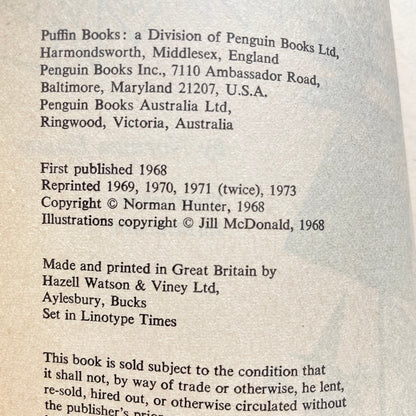 Puffin Books: a Division of Penguin Books Ltd,
Harmondsworth, Middlesex, England
Penguin Books Inc., 7110 Ambassador Road,
Baltimore, Maryland 21207, U.S.A.
Penguin Books Australia Ltd,
Ringwood, Victoria, Australia
First published 1968
Reprinted 1969, 1970, 1971 (twice), 1973
Copyright © Norman Hunter, 1968
Illustrations copyright © Jill McDonald, 1968
Made and printed in Great Britain by
Hazell Watson & Viney Ltd,
Aylesbury, Bucks
Set in Linotype Times
This book is sold subject to the condition that
it shall not, by way of trade or otherwise, be lent,
re-sold, hired out, or otherwise circulated without
the publisher's prior